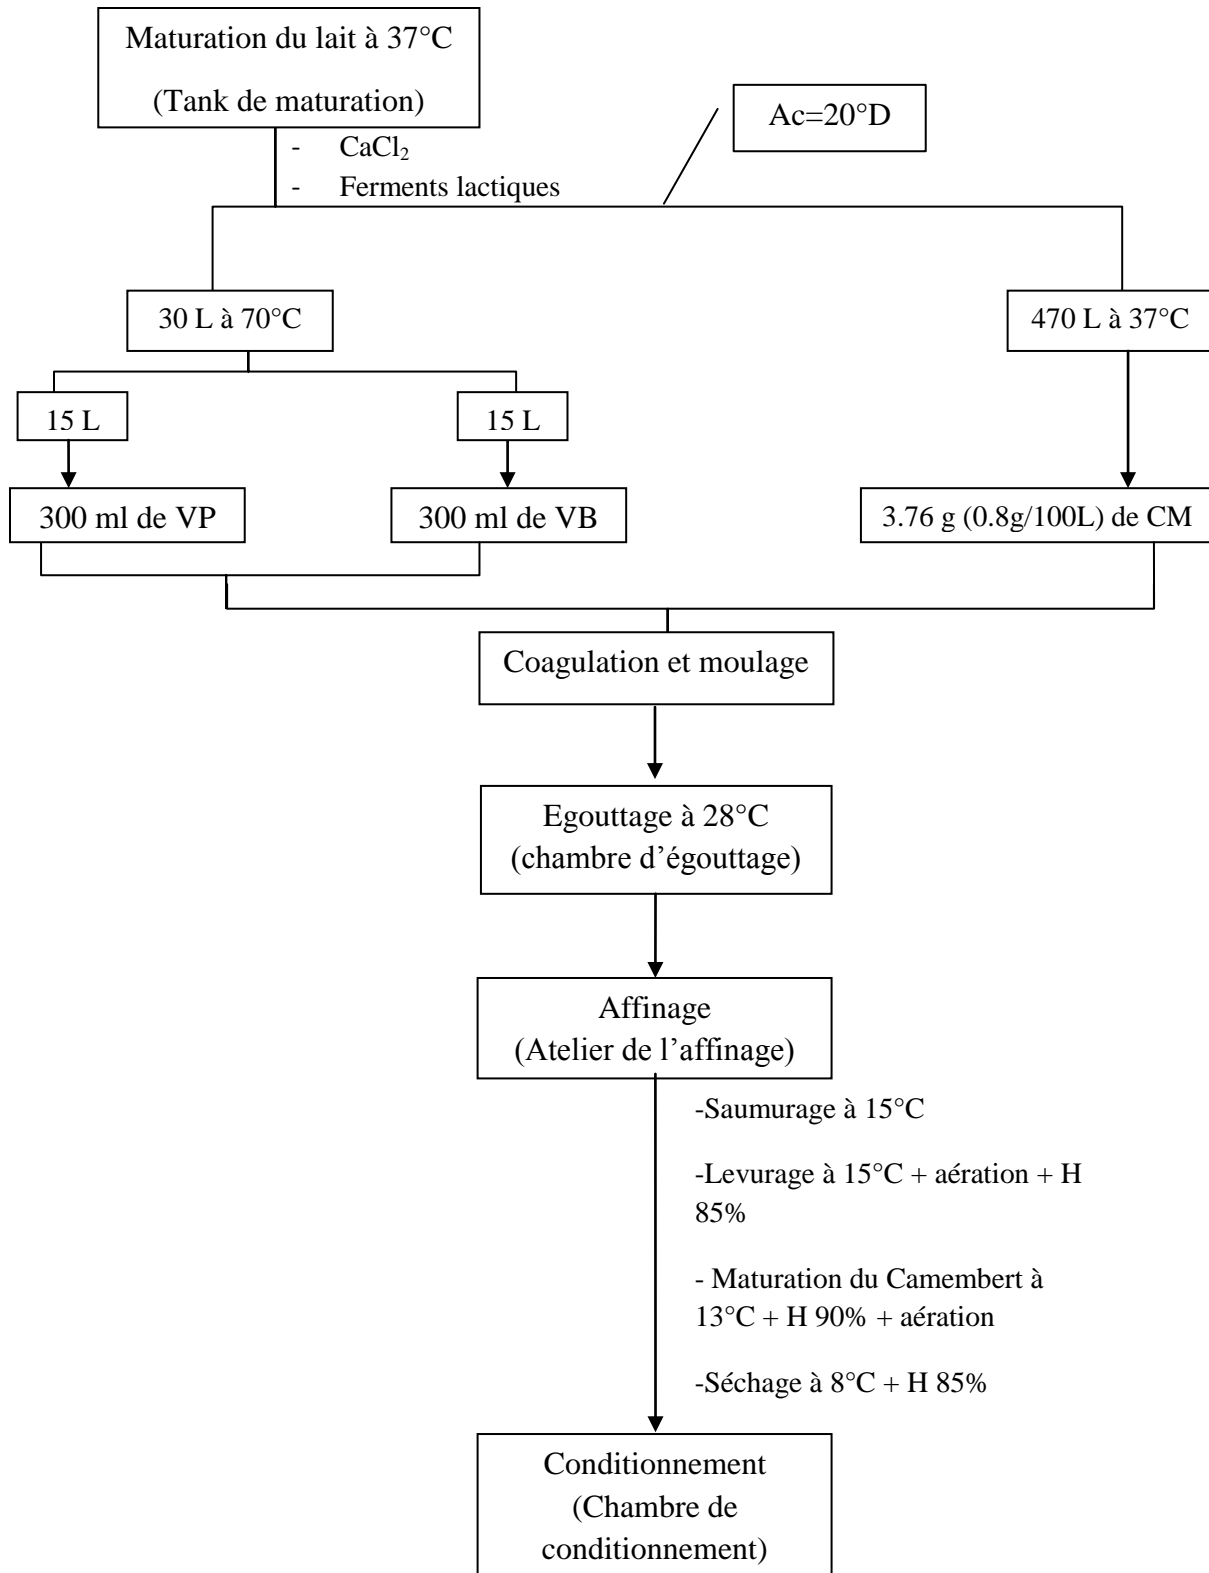 Maturation du lait à 37°C
(Tank de maturation)
Ac=20°D
- CaCl₂
- Ferments lactiques
30 L à 70°C
470 L à 37°C
15 L
15 L
300 ml de VP
300 ml de VB
3.76 g (0.8g/100L) de CM
Coagulation et moulage
Egouttage à 28°C
(chambre d’égouttage)
Affinage
(Atelier de l’affinage)
-Saumurage à 15°C
-Levurage à 15°C + aération + H
85%
- Maturation du Camembert à
13°C + H 90% + aération
-Séchage à 8°C + H 85%
Conditionnement
(Chambre de
conditionnement)